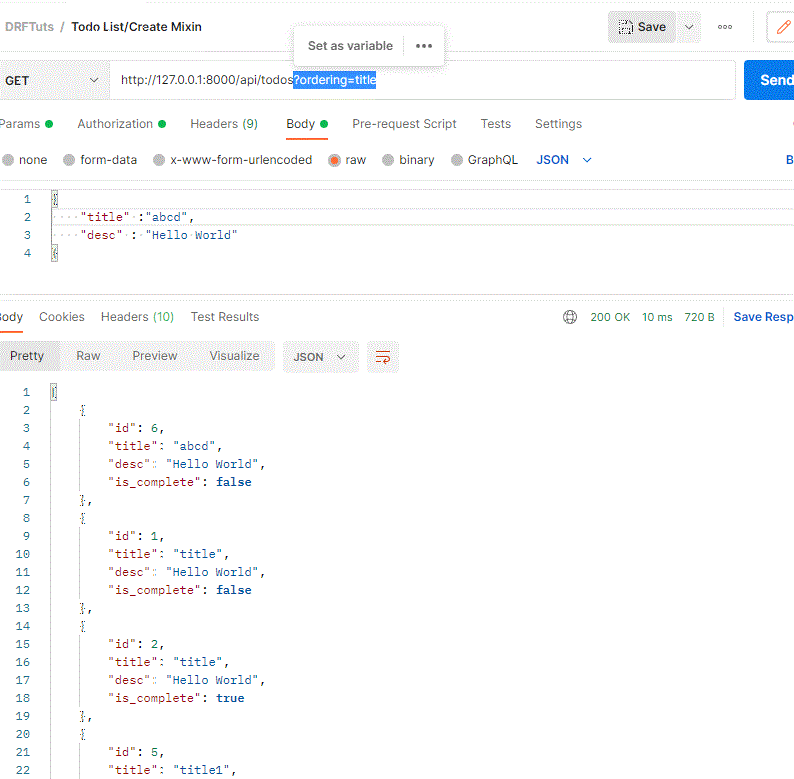 DRFTuts / Todo List/Create Mixin
Save
Set as variable
GET
http://127.0.0.1:8000/api/todos?ordering=title
Send
Params
Authorization
Headers (9)
Body
Pre-request Script
Tests
Settings
none
form-data
x-www-form-urlencoded
raw
binary
GraphQL
JSON
B
1 {
2 "title" :"abcd",
3 "desc" : "Hello World"
4 }
Body
Cookies
Headers (10)
Test Results
200 OK
10 ms
720 B
Save Resp
Pretty
Raw
Preview
Visualize
JSON
1 [
2 {
3 "id": 6,
4 "title": "abcd",
5 "desc": "Hello World",
6 "is_complete": false
7 },
8 {
9 "id": 1,
10 "title": "title",
11 "desc": "Hello World",
12 "is_complete": false
13 },
14 {
15 "id": 2,
16 "title": "title",
17 "desc": "Hello World",
18 "is_complete": true
19 },
20 {
21 "id": 5,
22 "title": "title1",